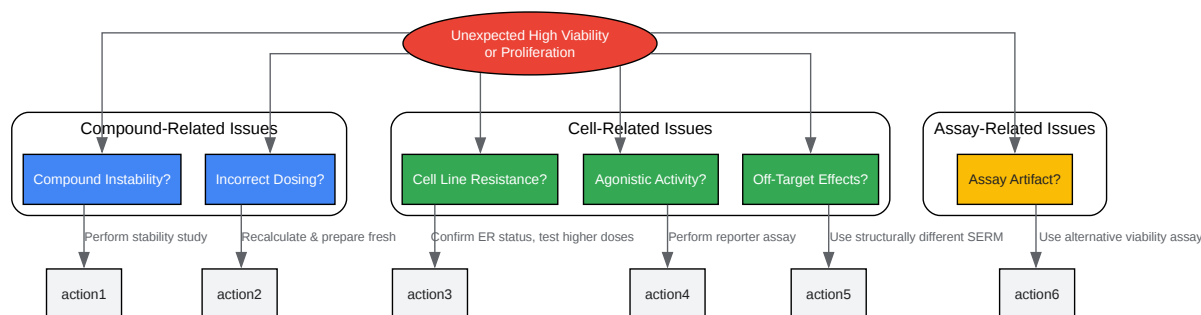 Unexpected High Viability
or Proliferation
Compound-Related Issues
Cell-Related Issues
Assay-Related Issues
Compound Instability?
Incorrect Dosing?
Cell Line Resistance?
Agonistic Activity?
Off-Target Effects?
Assay Artifact?
Perform stability study
Recalculate & prepare fresh
Confirm ER status, test higher doses
Perform reporter assay
Use structurally different SERM
Use alternative viability assay
action1
action2
action3
action4
action5
action6